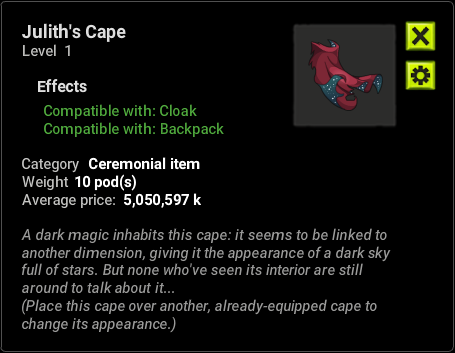 Julith's Cape
Level 1
Effects
Compatible with: Cloak
Compatible with: Backpack
Category Ceremonial item
Weight 10 pod(s)
Average price: 5,050,597 k
A dark magic inhabits this cape: it seems to be linked to
another dimension, giving it the appearance of a dark sky
full of stars. But none who've seen its interior are still
around to talk about it...
(Place this cape over another, already-equipped cape to
change its appearance.)